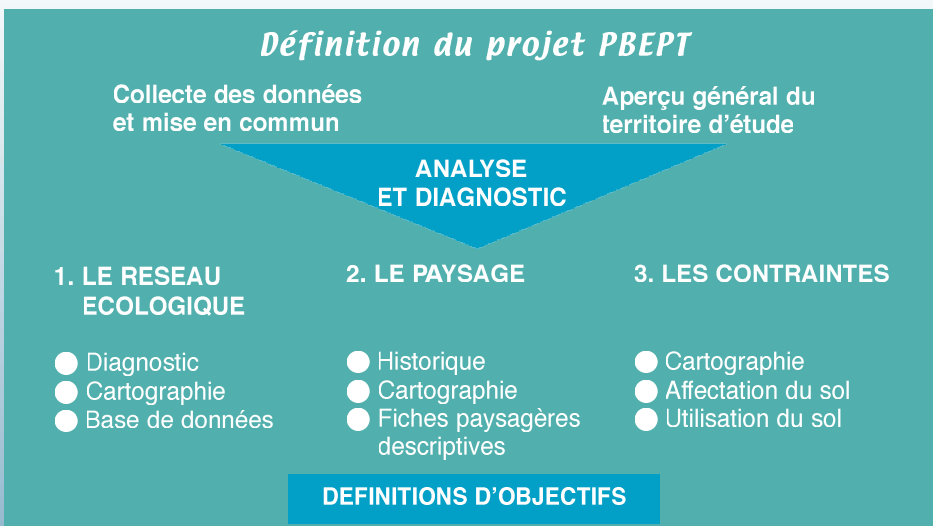 Définition du projet PBEPT
Collecte des données
et mise en commun
Aperçu général du
territoire d'étude
ANALYSE
ET DIAGNOSTIC
1. LE RESEAU
ECOLOGIQUE
Diagnostic
Cartographie
Base de données
2. LE PAYSAGE
Historique
Cartographie
Fiches paysagères
descriptives
3. LES CONTRAINTES
Cartographie
Affectation du sol
Utilisation du sol
DEFINITIONS D'OBJECTIFS